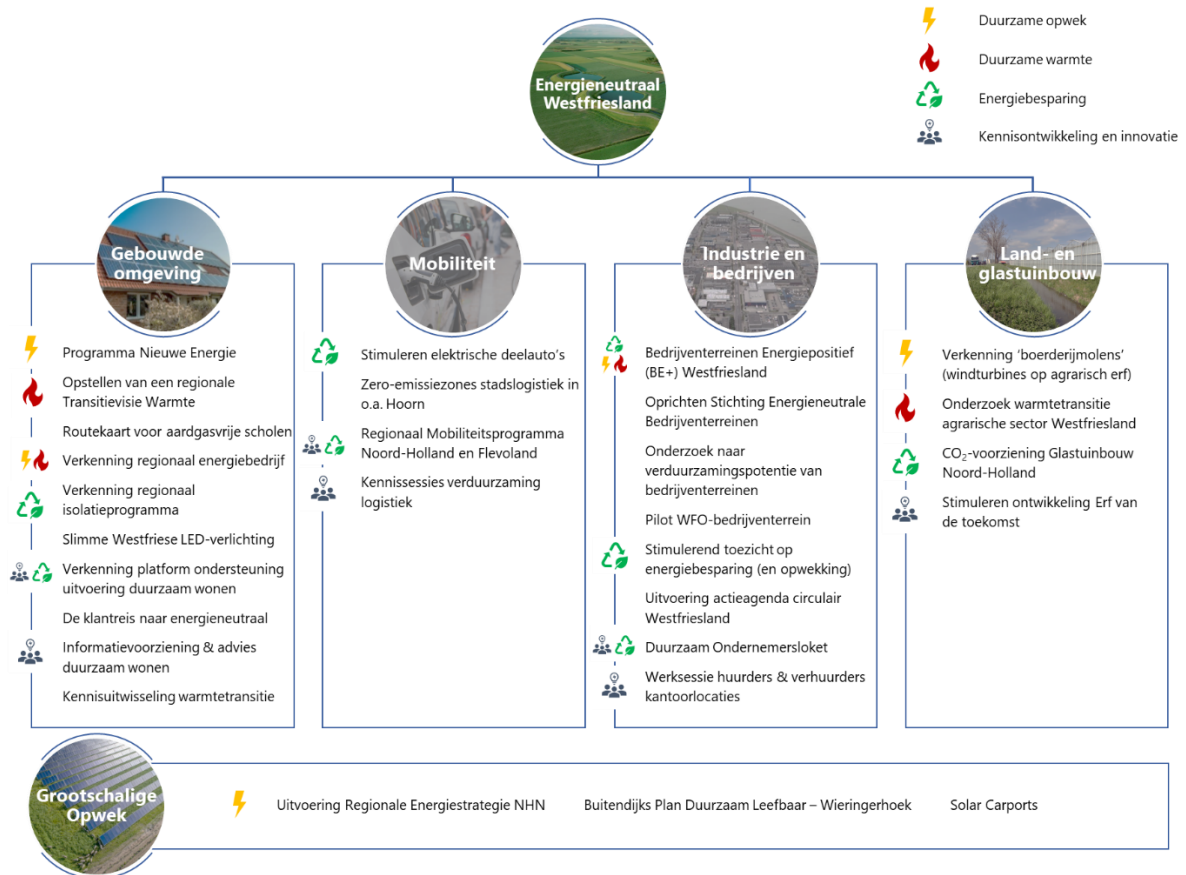 Duurzame opwek
Duurzame warmte
Energiebesparing
Kennisontwikkeling en innovatie
Energieneutraal
Westfriesland
Gebouwde
omgeving
Programma Nieuwe Energie
Opstellen van een regionale
Transitievisie Warmte
Routekaart voor aardgasvrije scholen
Verkenning regionaal energiebedrijf
Verkenning regionaal
isolatieprogramma
Slimme Westfriese LED-verlichting
Verkenning platform ondersteuning
uitvoering duurzaam wonen
De klantreis naar energieneutraal
Informatievoorziening & advies
duurzaam wonen
Kennisuitwisseling warmtetransitie
Mobiliteit
Stimuleren elektrische deelauto’s
Zero-emissiezones stadslogistiek in
o.a. Hoorn
Regionaal Mobiliteitsprogramma
Noord-Holland en Flevoland
Kennissessies verduurzaming
logistiek
Industrie en
bedrijven
Bedrijventerreinen Energiepositief
(BE+) Westfriesland
Oprichten Stichting Energieneutrale
Bedrijventerreinen
Onderzoek naar
verduurzamingspotentie van
bedrijventerreinen
Pilot WFO-bedrijventerrein
Stimulerend toezicht op
energiebesparing (en opwekking)
Uitvoering actieagenda circulair
Westfriesland
Duurzaam Ondernemersloket
Werksessie huurders & verhuurders
kantoorlocaties
Land- en
glastuinbouw
Verkenning ‘boerderijmolens’
(windturbines op agrarisch erf)
Onderzoek warmtetransitie
agrarische sector Westfriesland
CO₂-voorziening Glastuinbouw
Noord-Holland
Stimuleren ontwikkeling Erf van
de toekomst
Grootschalige
Opwek
Uitvoering Regionale Energiestrategie NHN
Buitendijks Plan Duurzaam Leefbaar – Wieringerhoek
Solar Carports